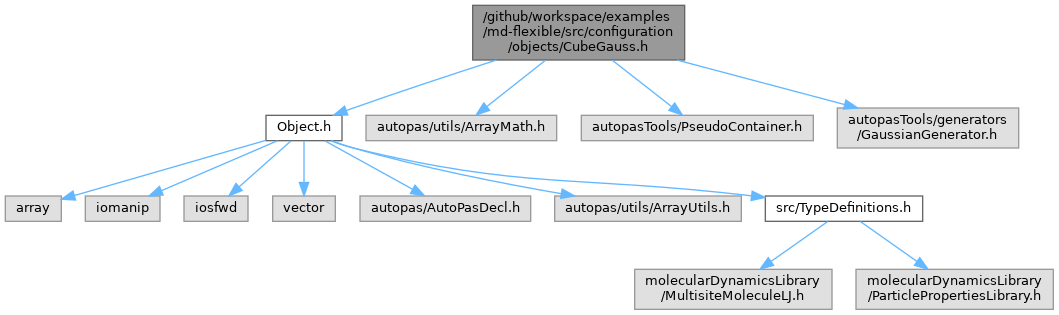 /github/workspace/examples
/md-flexible/src/configuration
/objects/CubeGauss.h
Object.h
autopas/utils/ArrayMath.h
autopasTools/PseudoContainer.h
autopasTools/generators
/GaussianGenerator.h
array
iomanip
iosfwd
vector
autopas/AutoPasDecl.h
autopas/utils/ArrayUtils.h
src/TypeDefinitions.h
molecularDynamicsLibrary
/MultisiteMoleculeLJ.h
molecularDynamicsLibrary
/ParticlePropertiesLibrary.h